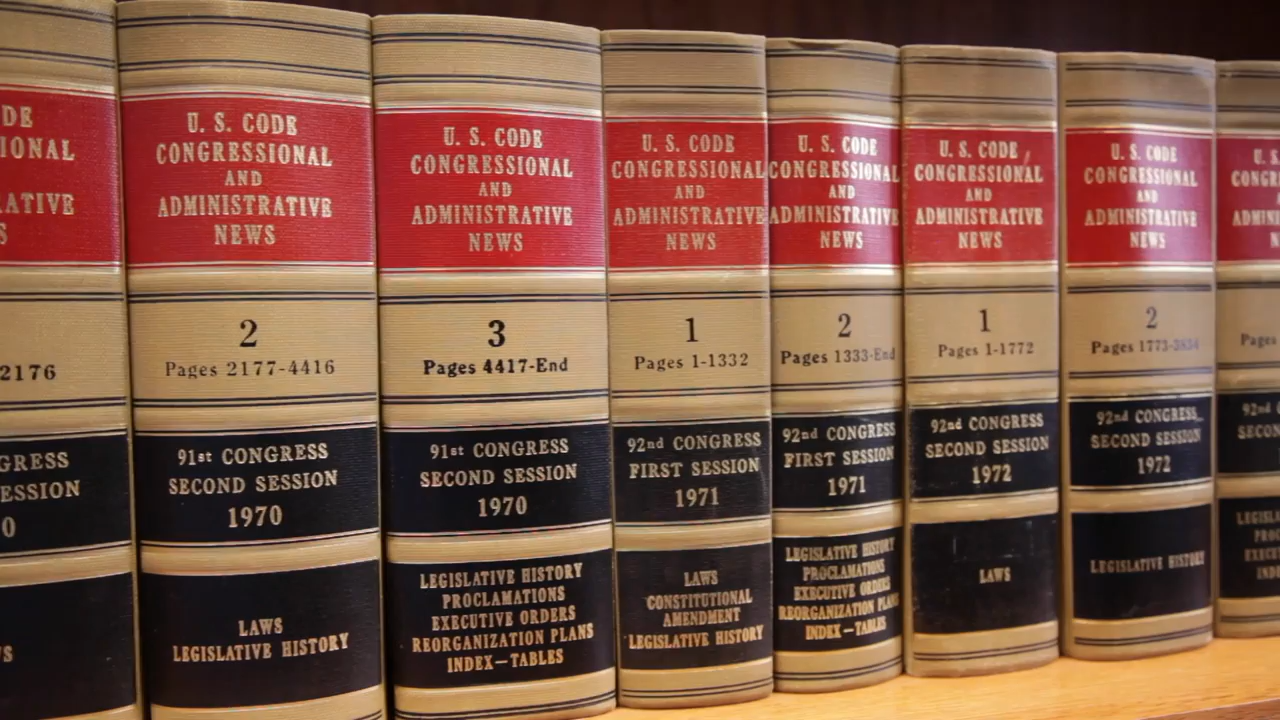 2176
U. S. CODE
CONGRESSIONAL
AND
ADMINISTRATIVE
NEWS
2
Pages 2177-4416
91st CONGRESS
SECOND SESSION
1970
LAWS
LEGISLATIVE HISTORY
U. S. CODE
CONGRESSIONAL
AND
ADMINISTRATIVE
NEWS
3
Pages 4417-End
91st CONGRESS
SECOND SESSION
1970
LEGISLATIVE HISTORY
PROCLAMATIONS
EXECUTIVE ORDERS
REORGANIZATION PLANS
INDEX—TABLES
U. S. CODE
CONGRESSIONAL
AND
ADMINISTRATIVE
NEWS
1
Pages 1-1332
92nd CONGRESS
FIRST SESSION
1971
LAWS
CONSTITUTIONAL
AMENDMENT
LEGISLATIVE HISTORY
U. S. CODE
CONGRESSIONAL
AND
ADMINISTRATIVE
NEWS
2
Pages 1333-End
92nd CONGRESS
FIRST SESSION
1971
LEGISLATIVE HISTORY
PROCLAMATIONS
EXECUTIVE ORDERS
REORGANIZATION PLANS
INDEX—TABLES
U. S. CODE
CONGRESSIONAL
AND
ADMINISTRATIVE
NEWS
1
Pages 1-1772
92nd CONGRESS
SECOND SESSION
1972
LAWS
U. S. CODE
CONGRESSIONAL
AND
ADMINISTRATIVE
NEWS
2
Pages
92nd CONGRESS
SECOND SESSION
1972
LEGISLATIVE HISTORY
Pages
92nd